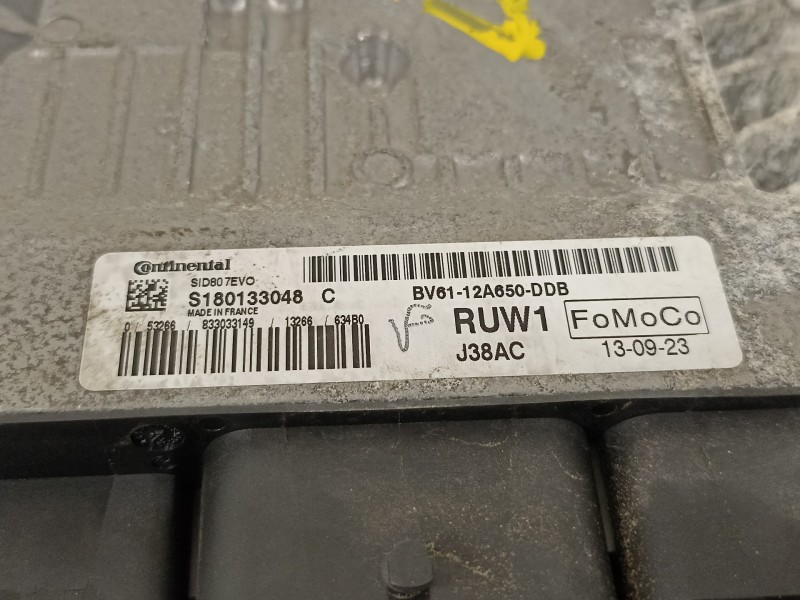 Continental
SID807EVO
S180133048 C
MADE IN FRANCE
0 / 53266 / 833033149 / 13266 / 634B0
BV61-12A650-DDB
RUW1
FoMoCo
J38AC
13-09-23